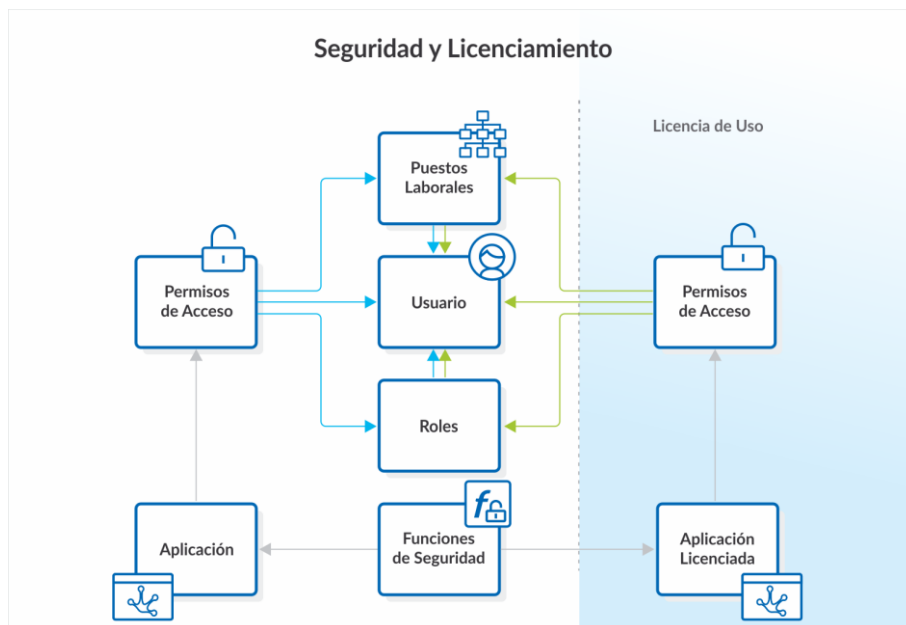 Seguridad y Licenciamiento
Licencia de Uso
Puestos
Laborales
Permisos
de Acceso
Usuario
Permisos
de Acceso
Roles
Aplicación
Funciones
de Seguridad
Aplicación
Licenciada
f